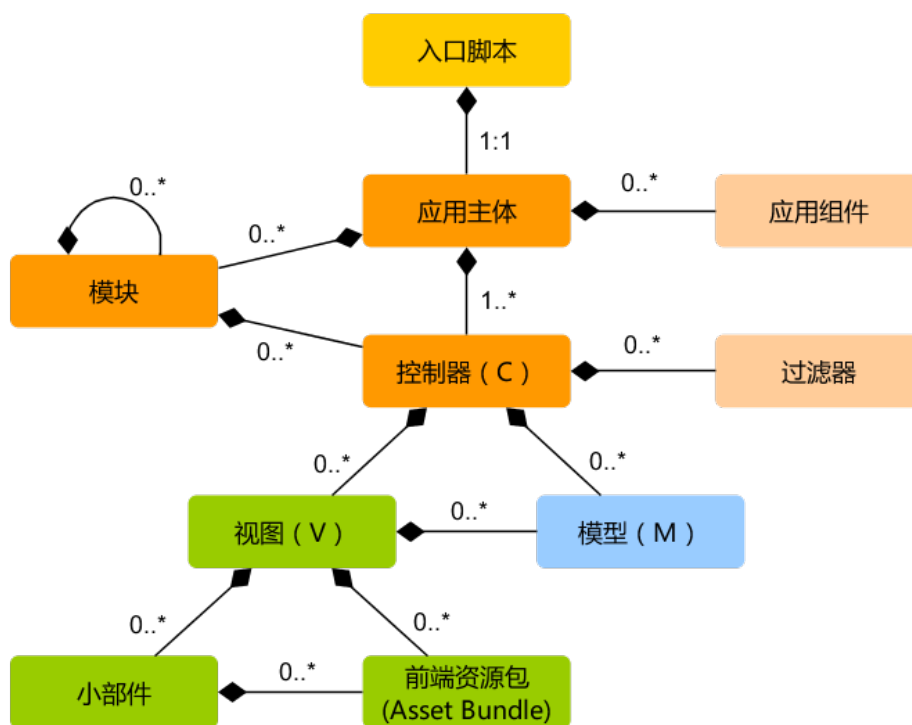 入口脚本
1:1
0..*
应用主体
0..*
应用组件
0..*
模块
1..*
0..*
控制器（C）
0..*
过滤器
0..*
0..*
视图（V）
0..*
模型（M）
0..*
0..*
小部件
0..*
前端资源包
(Asset Bundle)